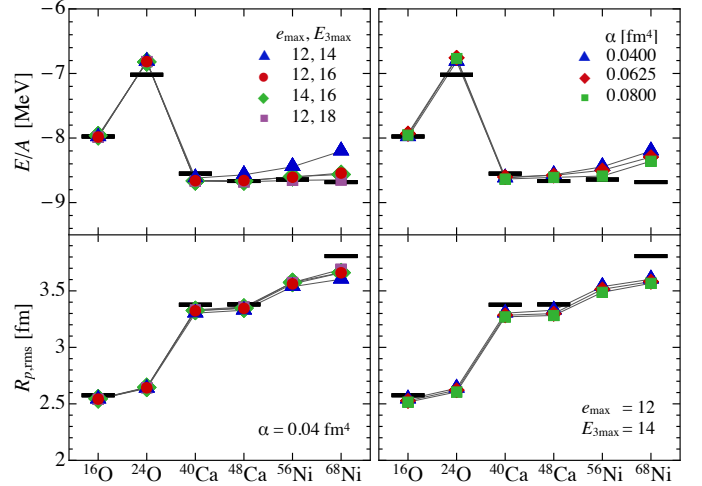 −6
−7
−8
−9
E/A [MeV]
e_max, E_3max
12, 14
12, 16
14, 16
12, 18
α [fm⁴]
0.0400
0.0625
0.0800
3.5
3
2.5
2
R_p,rms [fm]
α = 0.04 fm⁴
e_max = 12
E_3max = 14
¹⁶O ²⁴O ⁴⁰Ca ⁴⁸Ca ⁵⁶Ni ⁶⁸Ni
¹⁶O ²⁴O ⁴⁰Ca ⁴⁸Ca ⁵⁶Ni ⁶⁸Ni